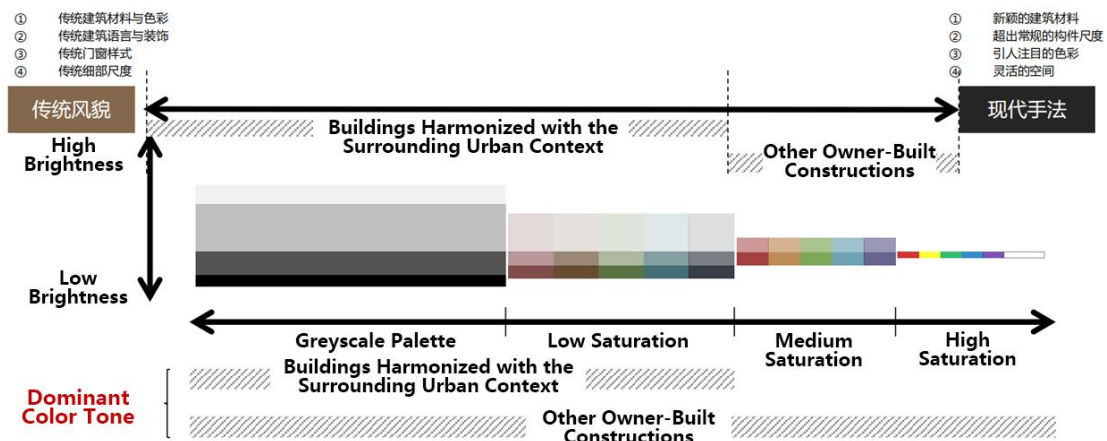 ① 传统建筑材料与色彩
② 传统建筑语言与装饰
③ 传统门窗样式
④ 传统细部尺度
① 新颖的建筑材料
② 超出常规的构件尺度
③ 引人注目的色彩
④ 灵活的空间
传统风貌
现代手法
Buildings Harmonized with the
Surrounding Urban Context
Other Owner-Built
Constructions
High
Brightness
Low
Brightness
Greyscale Palette
Low Saturation
Medium
Saturation
High
Saturation
Dominant
Color Tone
Buildings Harmonized with the
Surrounding Urban Context
Other Owner-Built
Constructions